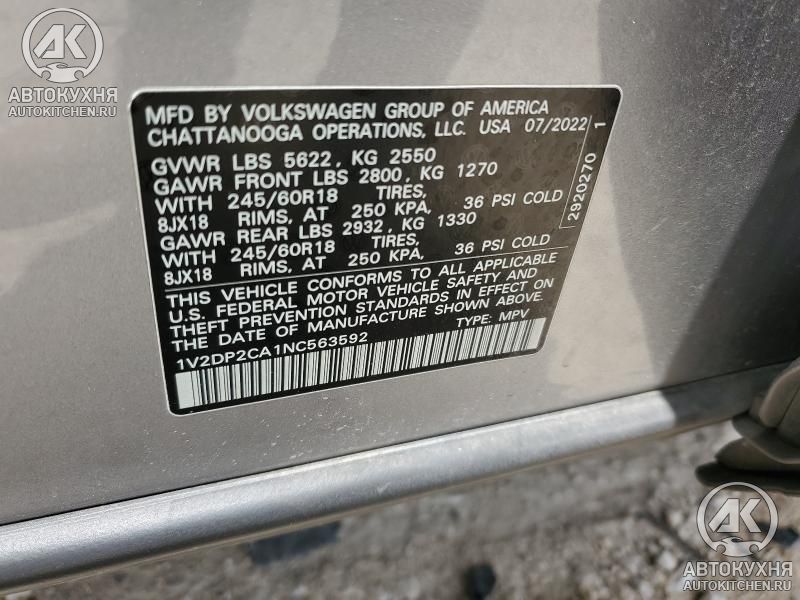 AK
АВТОКУХНЯ
AUTOKITCHEN.RU
MFD BY VOLKSWAGEN GROUP OF AMERICA
CHATTANOOGA OPERATIONS, LLC. USA 07/2022
GVWR LBS 5622, KG 2550
GAWR FRONT LBS 2800, KG 1270
WITH 245/60R18 TIRES,
8JX18 RIMS, AT 250 KPA, 36 PSI COLD
GAWR REAR LBS 2932, KG 1330
WITH 245/60R18 TIRES,
8JX18 RIMS, AT 250 KPA, 36 PSI COLD
THIS VEHICLE CONFORMS TO ALL APPLICABLE
U.S. FEDERAL MOTOR VEHICLE SAFETY AND
THEFT PREVENTION STANDARDS IN EFFECT ON
THE DATE OF MANUFACTURE SHOWN ABOVE.
1V2DP2CA1NC563592 TYPE: MPV
2920270 1
AK
АВТОКУХНЯ
AUTOKITCHEN.RU